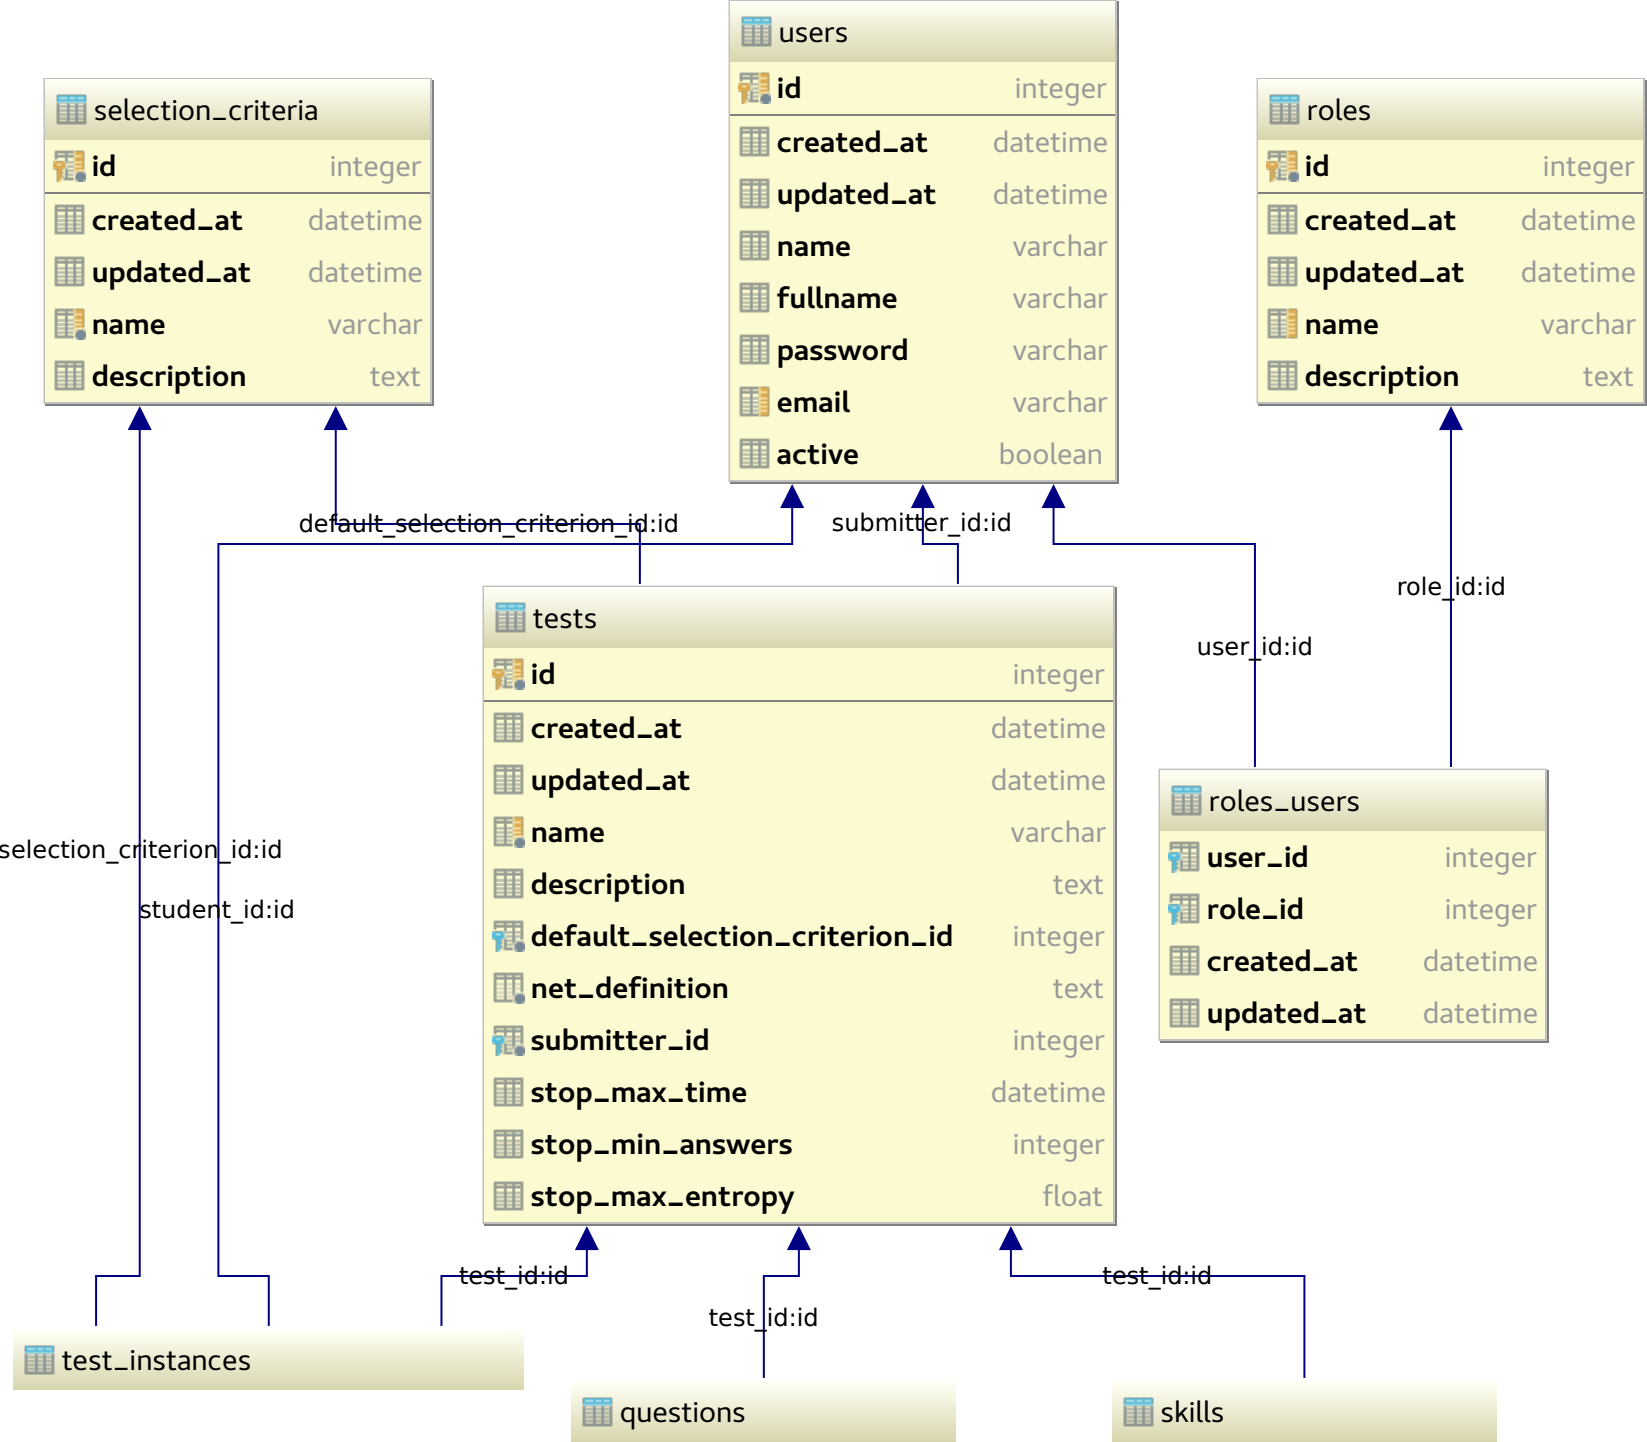 users
id integer
created_at datetime
updated_at datetime
name varchar
fullname varchar
password varchar
email varchar
active boolean
selection_criteria
id integer
created_at datetime
updated_at datetime
name varchar
description text
roles
id integer
created_at datetime
updated_at datetime
name varchar
description text
default_selection_criterion_id:id
submitter_id:id
role_id:id
user_id:id
tests
id integer
created_at datetime
updated_at datetime
name varchar
description text
default_selection_criterion_id integer
net_definition text
submitter_id integer
stop_max_time datetime
stop_min_answers integer
stop_max_entropy float
roles_users
user_id integer
role_id integer
created_at datetime
updated_at datetime
selection_criterion_id:id
student_id:id
test_id:id
test_id:id
test_id:id
test_instances
questions
skills